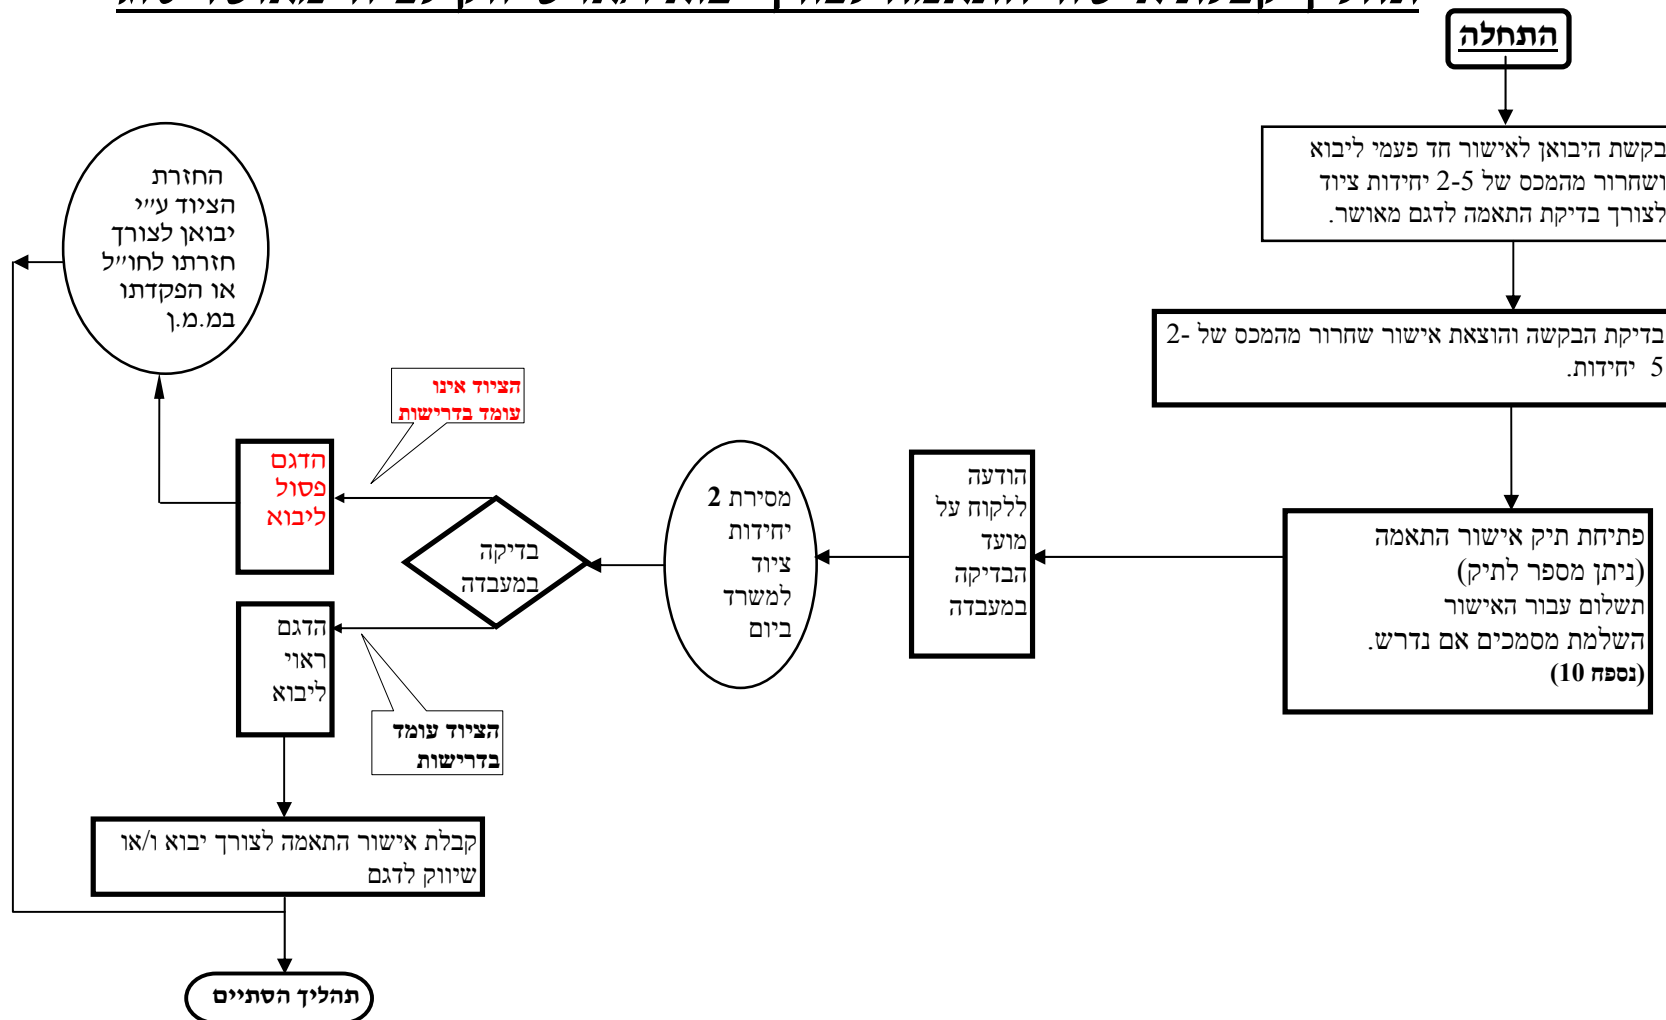 התחלה
בקשת היבואן לאישור חד פעמי ליבוא
ושחרור מהמכס של 2-5 יחידות ציוד
לצורך בדיקת התאמה לדגם מאושר.
בדיקת הבקשה והוצאת אישור שחרור מהמכס של 2-
5 יחידות.
פתיחת תיק אישור התאמה
(ניתן מספר לתיק)
תשלום עבור האישור
השלמת מסמכים אם נדרש.
(נספח 10)
הודעה
ללקוח על
מועד
הבדיקה
במעבדה
מסירת 2
יחידות
ציוד
למשרד
ביום
בדיקה
במעבדה
הציוד אינו
עומד בדרישות
הדגם
פסול
ליבוא
החזרת
הציוד ע״י
יבואן לצורך
חזרתו לחו״ל
או הפקדתו
במ.מ.ן
הדגם
ראוי
ליבוא
הציוד עומד
בדרישות
קבלת אישור התאמה לצורך יבוא ו/או
שיווק לדגם
תהליך הסתיים